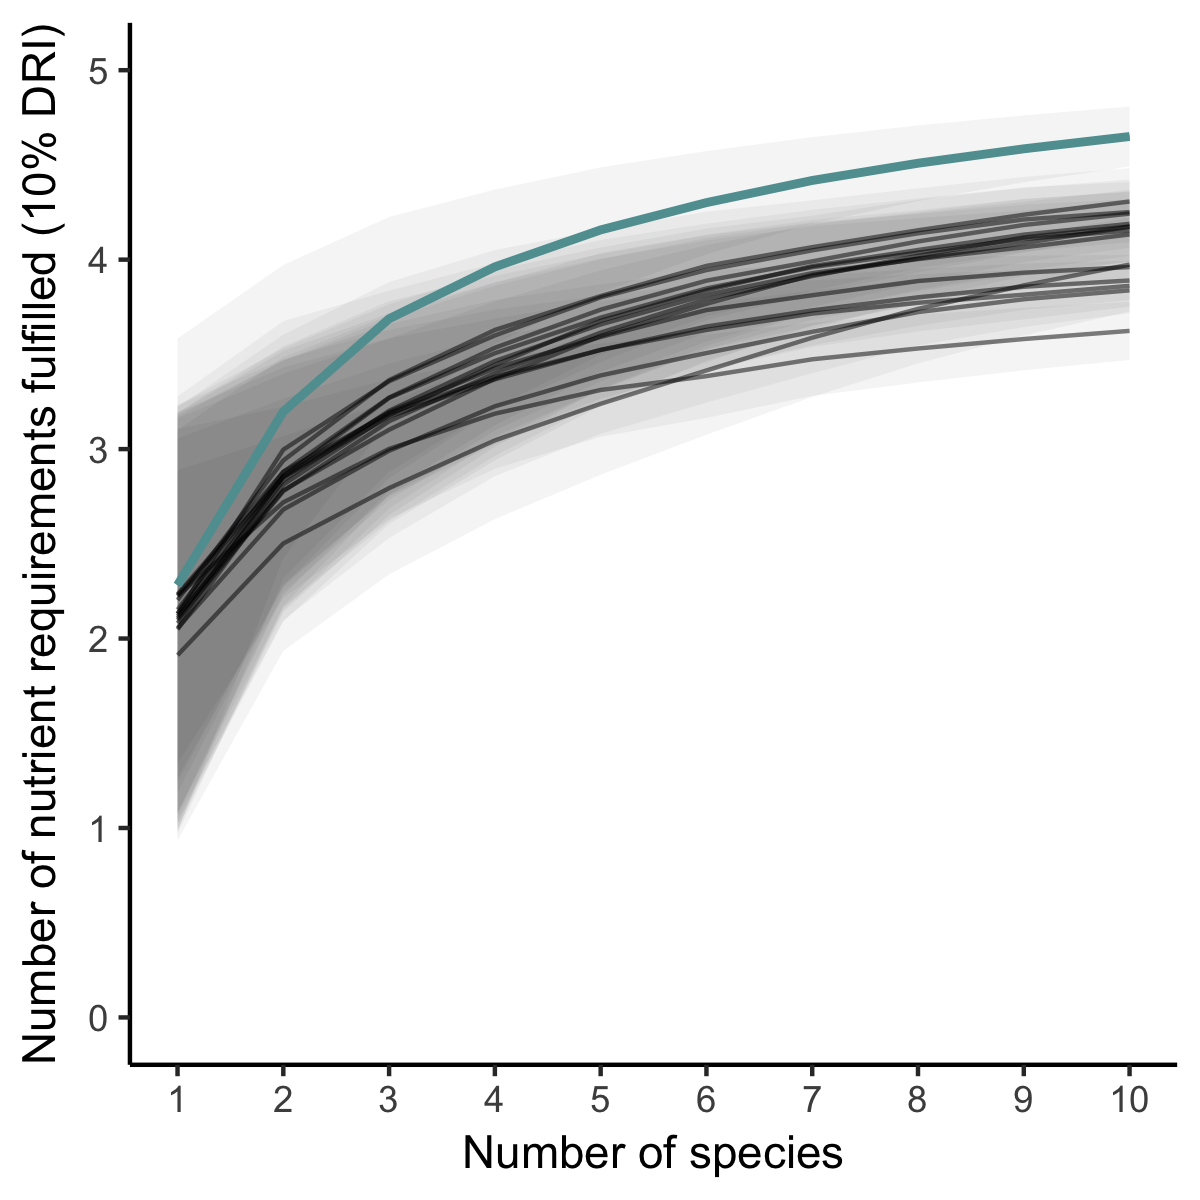 Number of nutrient requirements fulfilled (10% DRI)
5
4
3
2
1
0
1 2 3 4 5 6 7 8 9 10
Number of species